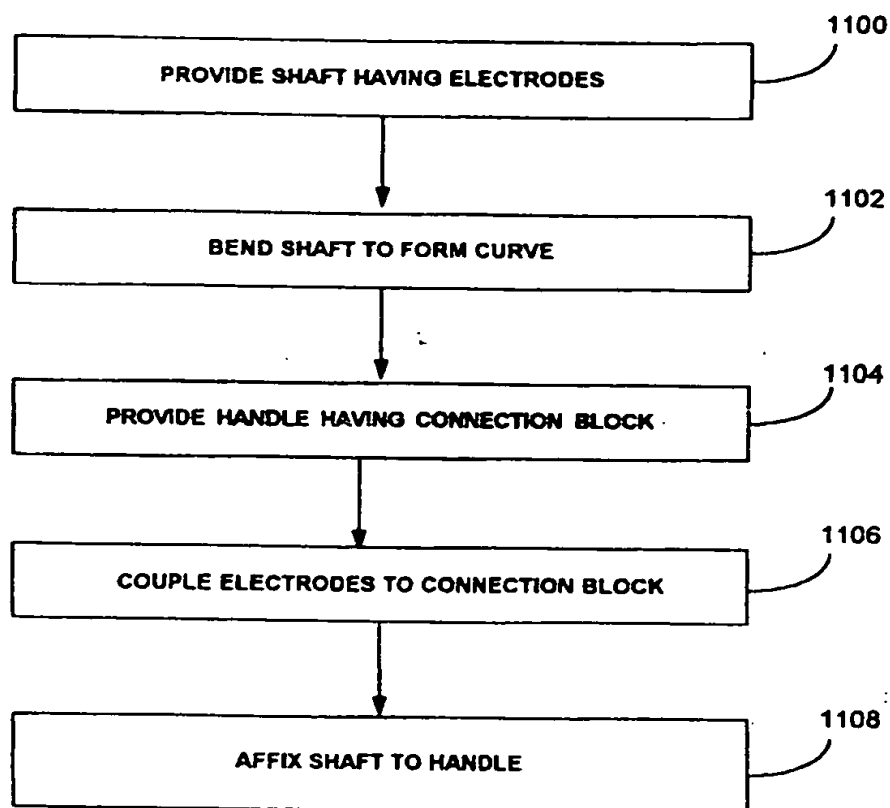 1100
PROVIDE SHAFT HAVING ELECTRODES
1102
BEND SHAFT TO FORM CURVE
1104
PROVIDE HANDLE HAVING CONNECTION BLOCK
1106
COUPLE ELECTRODES TO CONNECTION BLOCK
1108
AFFIX SHAFT TO HANDLE